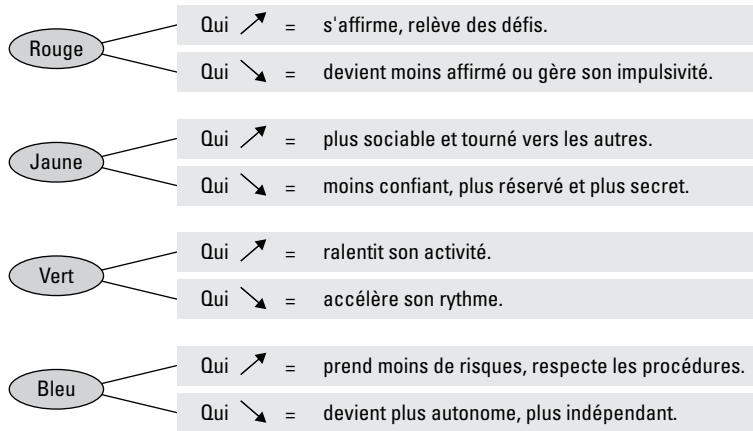 Rouge
Qui = s'affirme, relève des défis.
Qui = devient moins affirmé ou gère son impulsivité.
Jaune
Qui = plus sociable et tourné vers les autres.
Qui = moins confiant, plus réservé et plus secret.
Vert
Qui = ralentit son activité.
Qui = accélère son rythme.
Bleu
Qui = prend moins de risques, respecte les procédures.
Qui = devient plus autonome, plus indépendant.